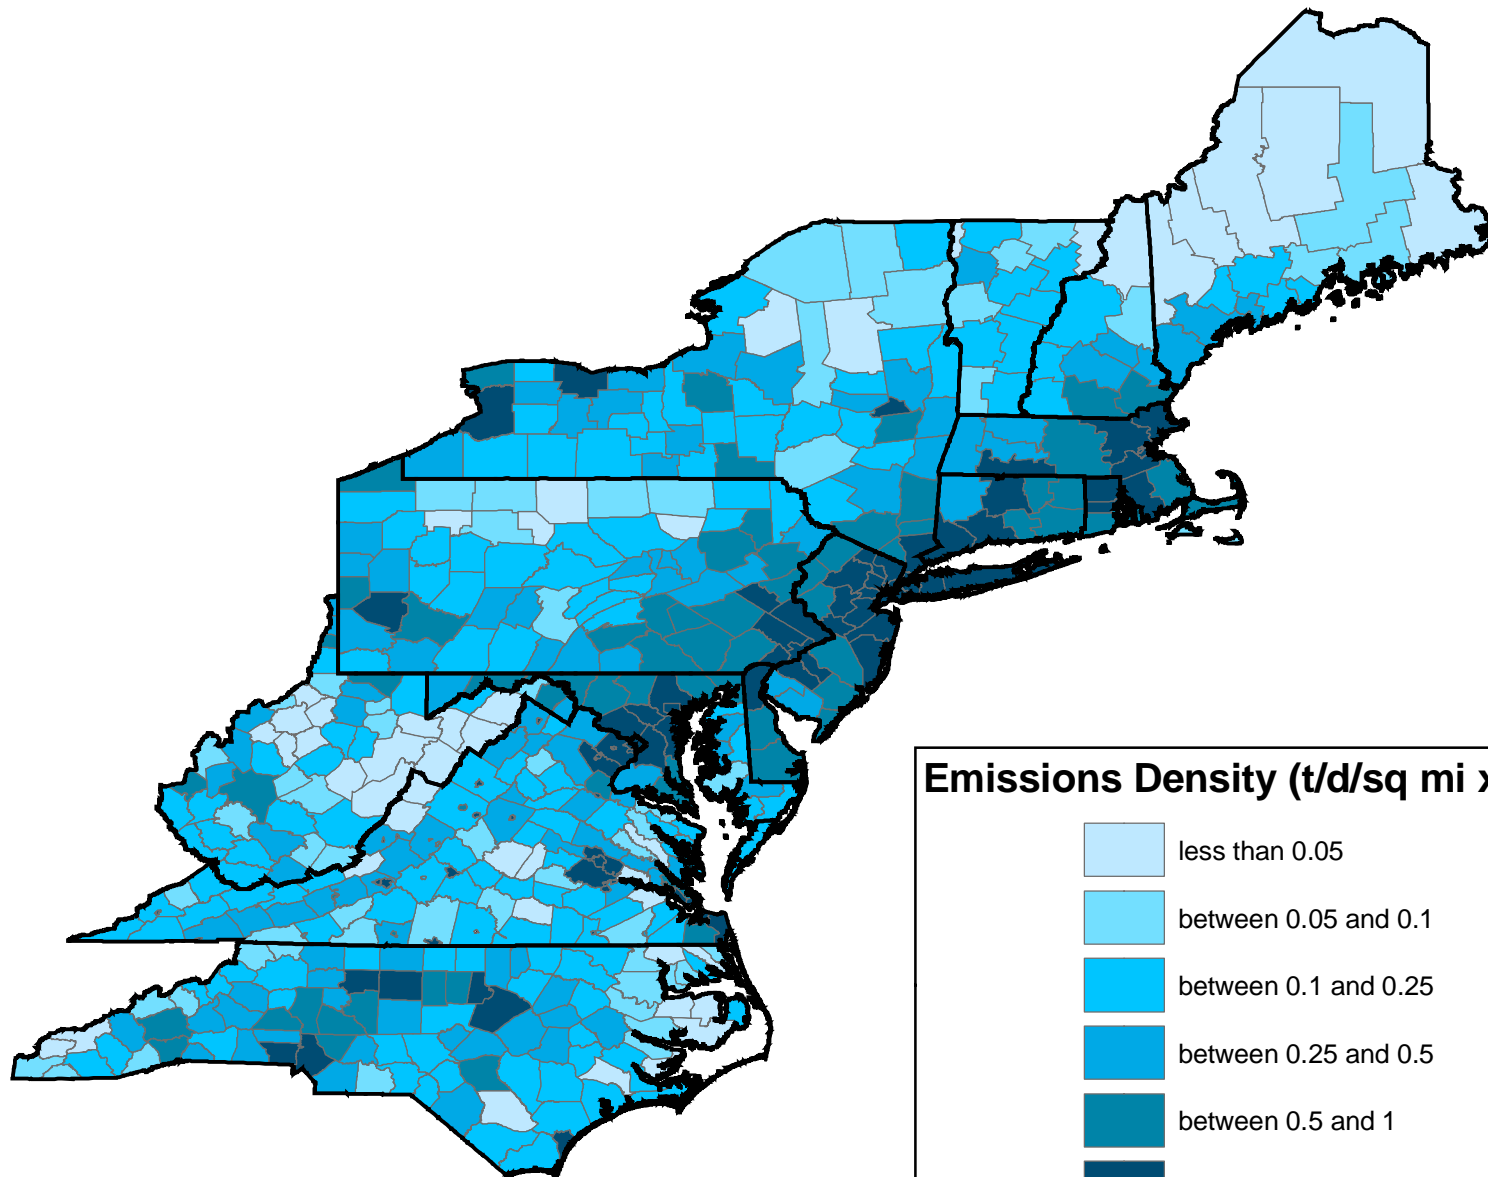 Emissions Density (t/d/sq mi x
less than 0.05
between 0.05 and 0.1
between 0.1 and 0.25
between 0.25 and 0.5
between 0.5 and 1